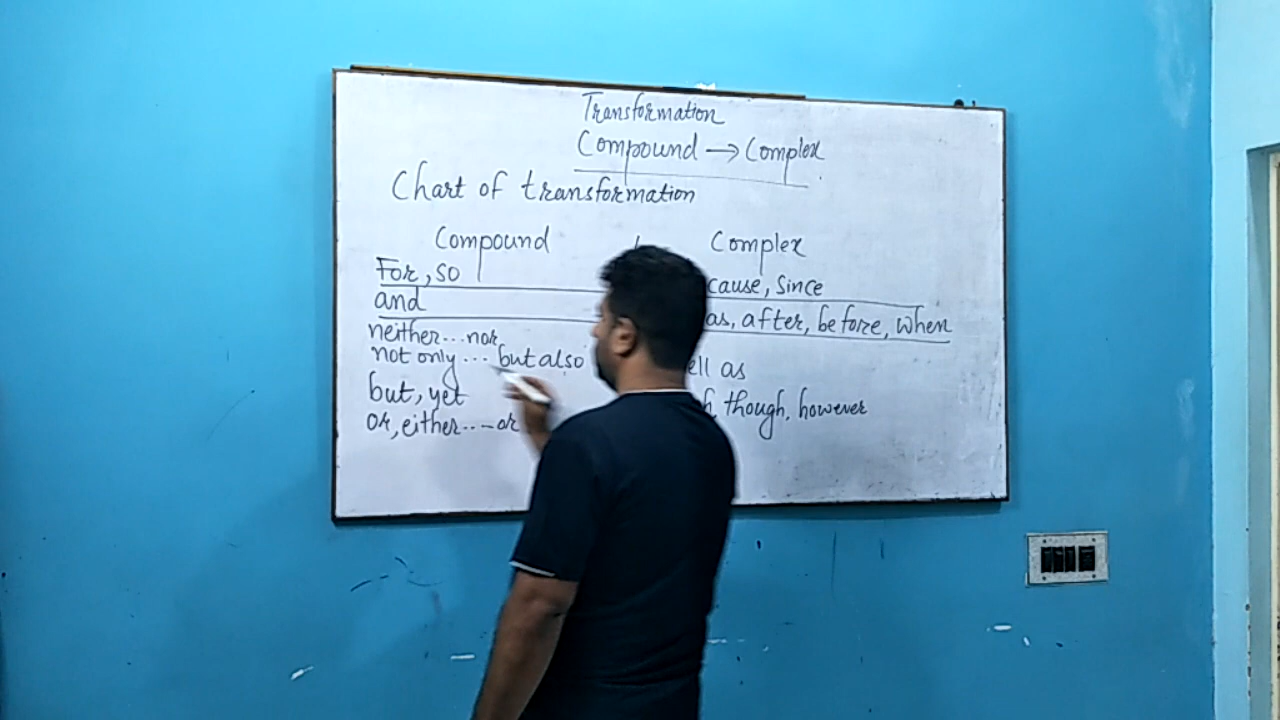 Transformation
Compound → Complex
Chart of transformation
Compound Complex
For, so cause, Since
and as, after, before, when
neither...nor
not only ... but also ell as
but, yet h, though, however
or, either...-or